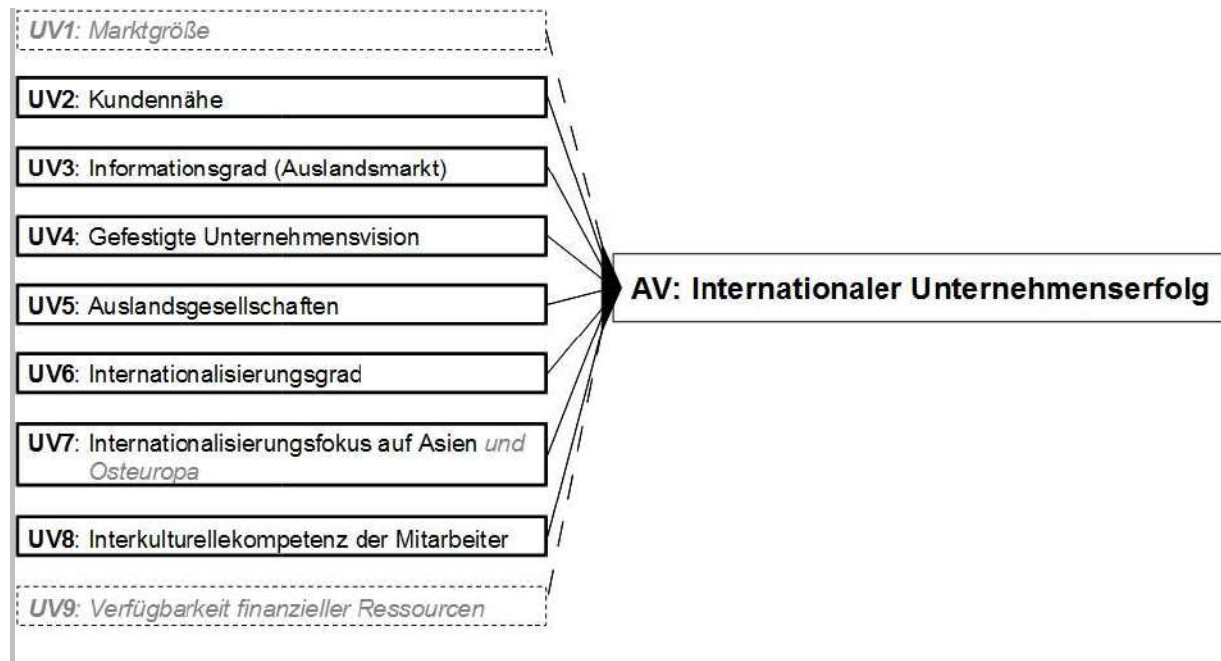 UV1: Marktgröße
UV2: Kundennähe
UV3: Informationsgrad (Auslandsmarkt)
UV4: Gefestigte Unternehmensvision
UV5: Auslandsgesellschaften
UV6: Internationalisierungsgrad
UV7: Internationalisierungsfokus auf Asien und
Osteuropa
UV8: Interkulturellekompetenz der Mitarbeiter
UV9: Verfügbarkeit finanzieller Ressourcen
AV: Internationaler Unternehmenserfolg